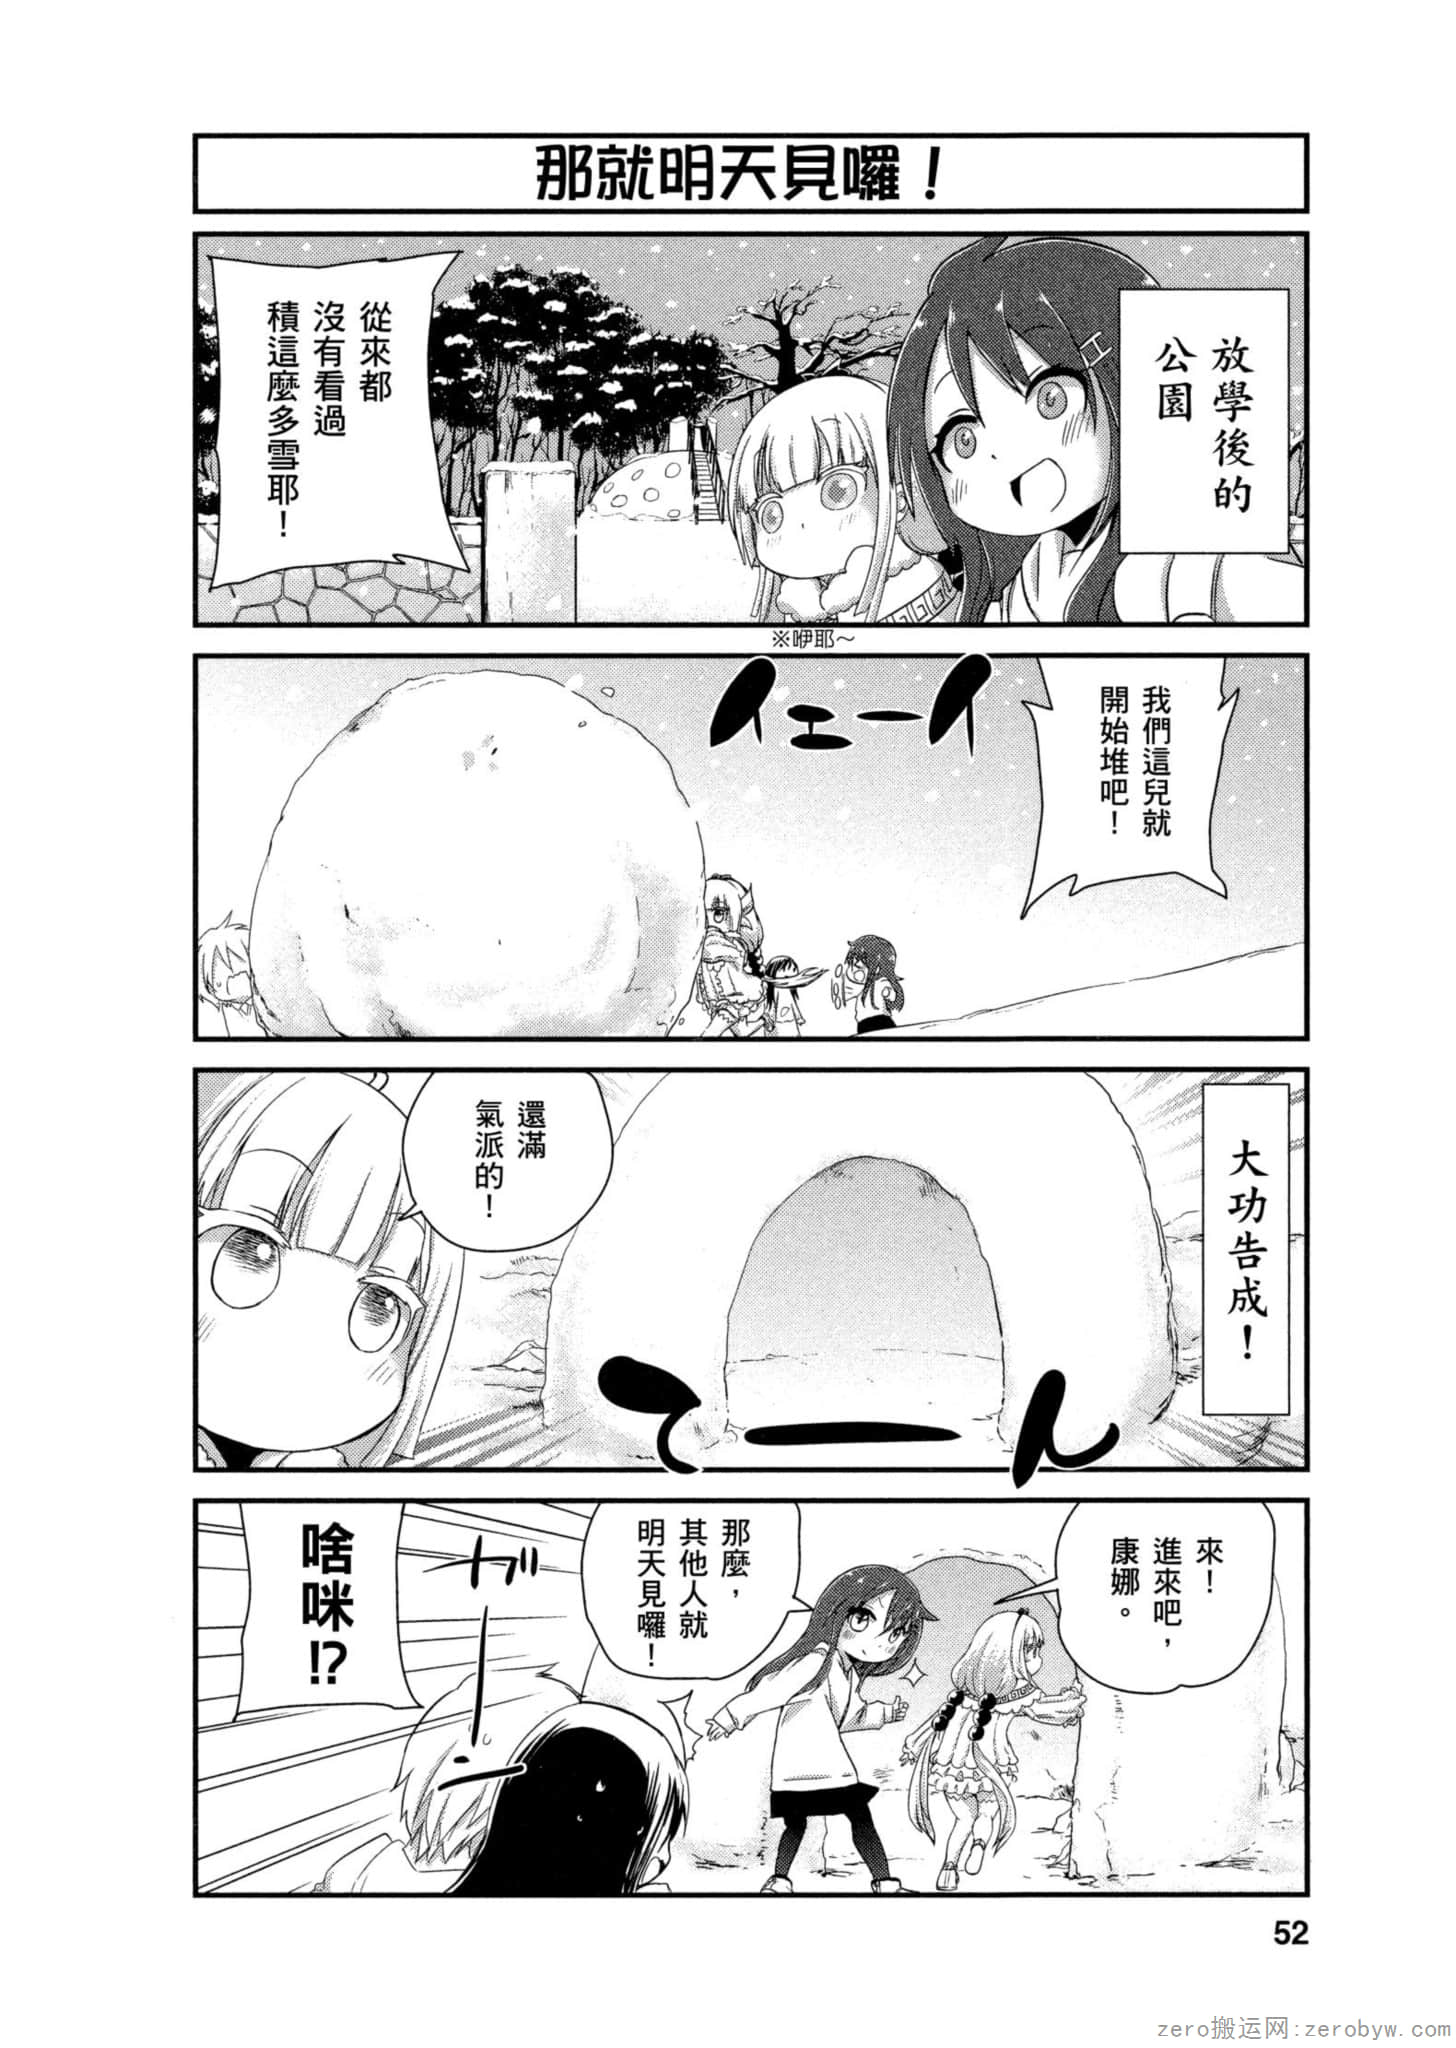 那就明天見囉！
放學後的
公園
從來都
沒有看過
積這麼多雪耶！
※咿耶～
我們這兒就
開始堆吧！
イエーイ
大功告成！
還滿
氣派的！
でーん
來！
進來吧，
康娜。
那麼，
其他人就
明天見囉！
ガーン
啥咪!?
52
zero搬运网:zerobyw.com